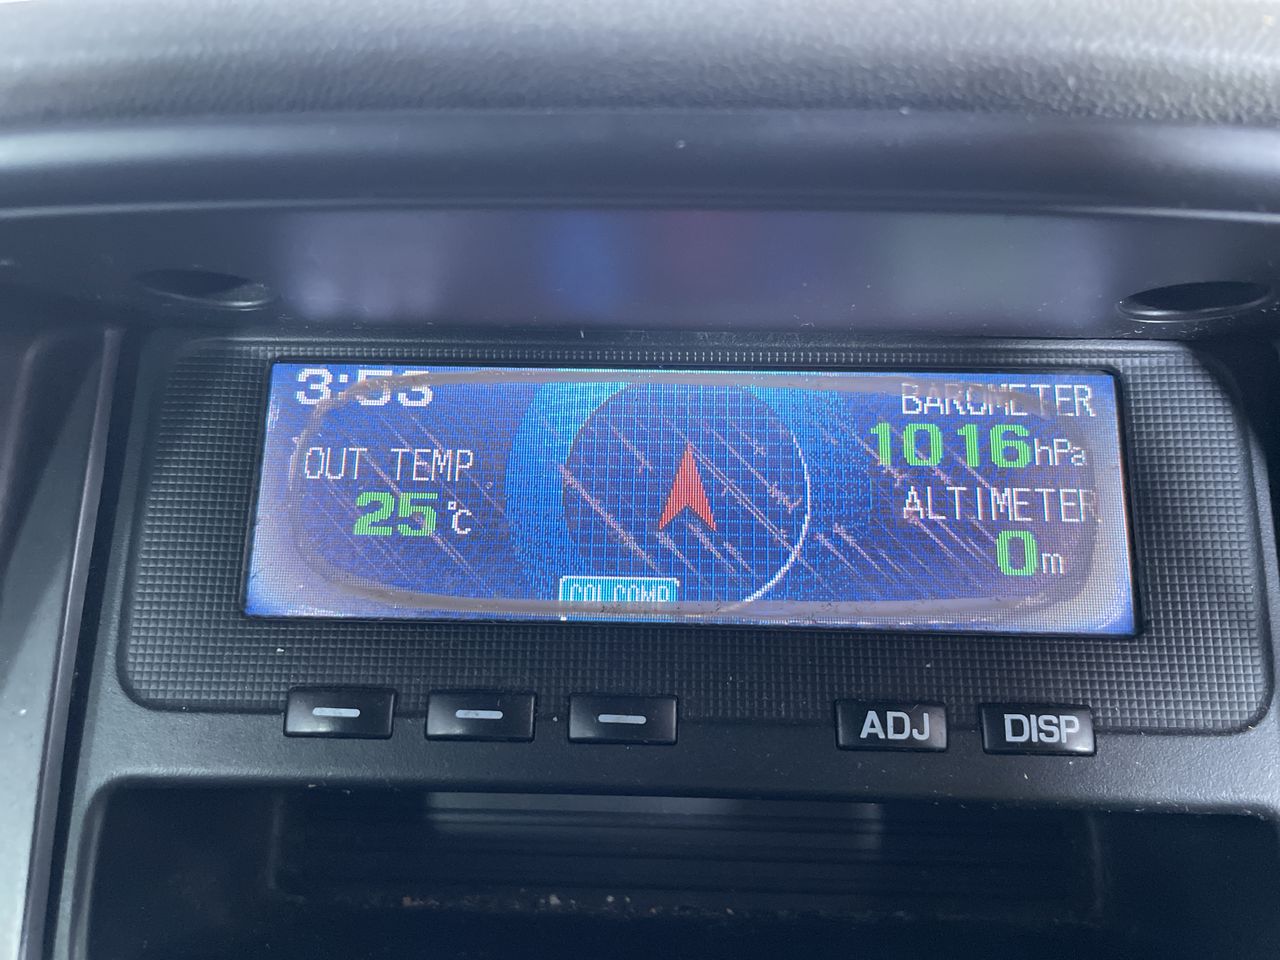 3:53
OUT TEMP
25°C
BAROMETER
1016hPa
ALTIMETER
0m
ADJ
DISP